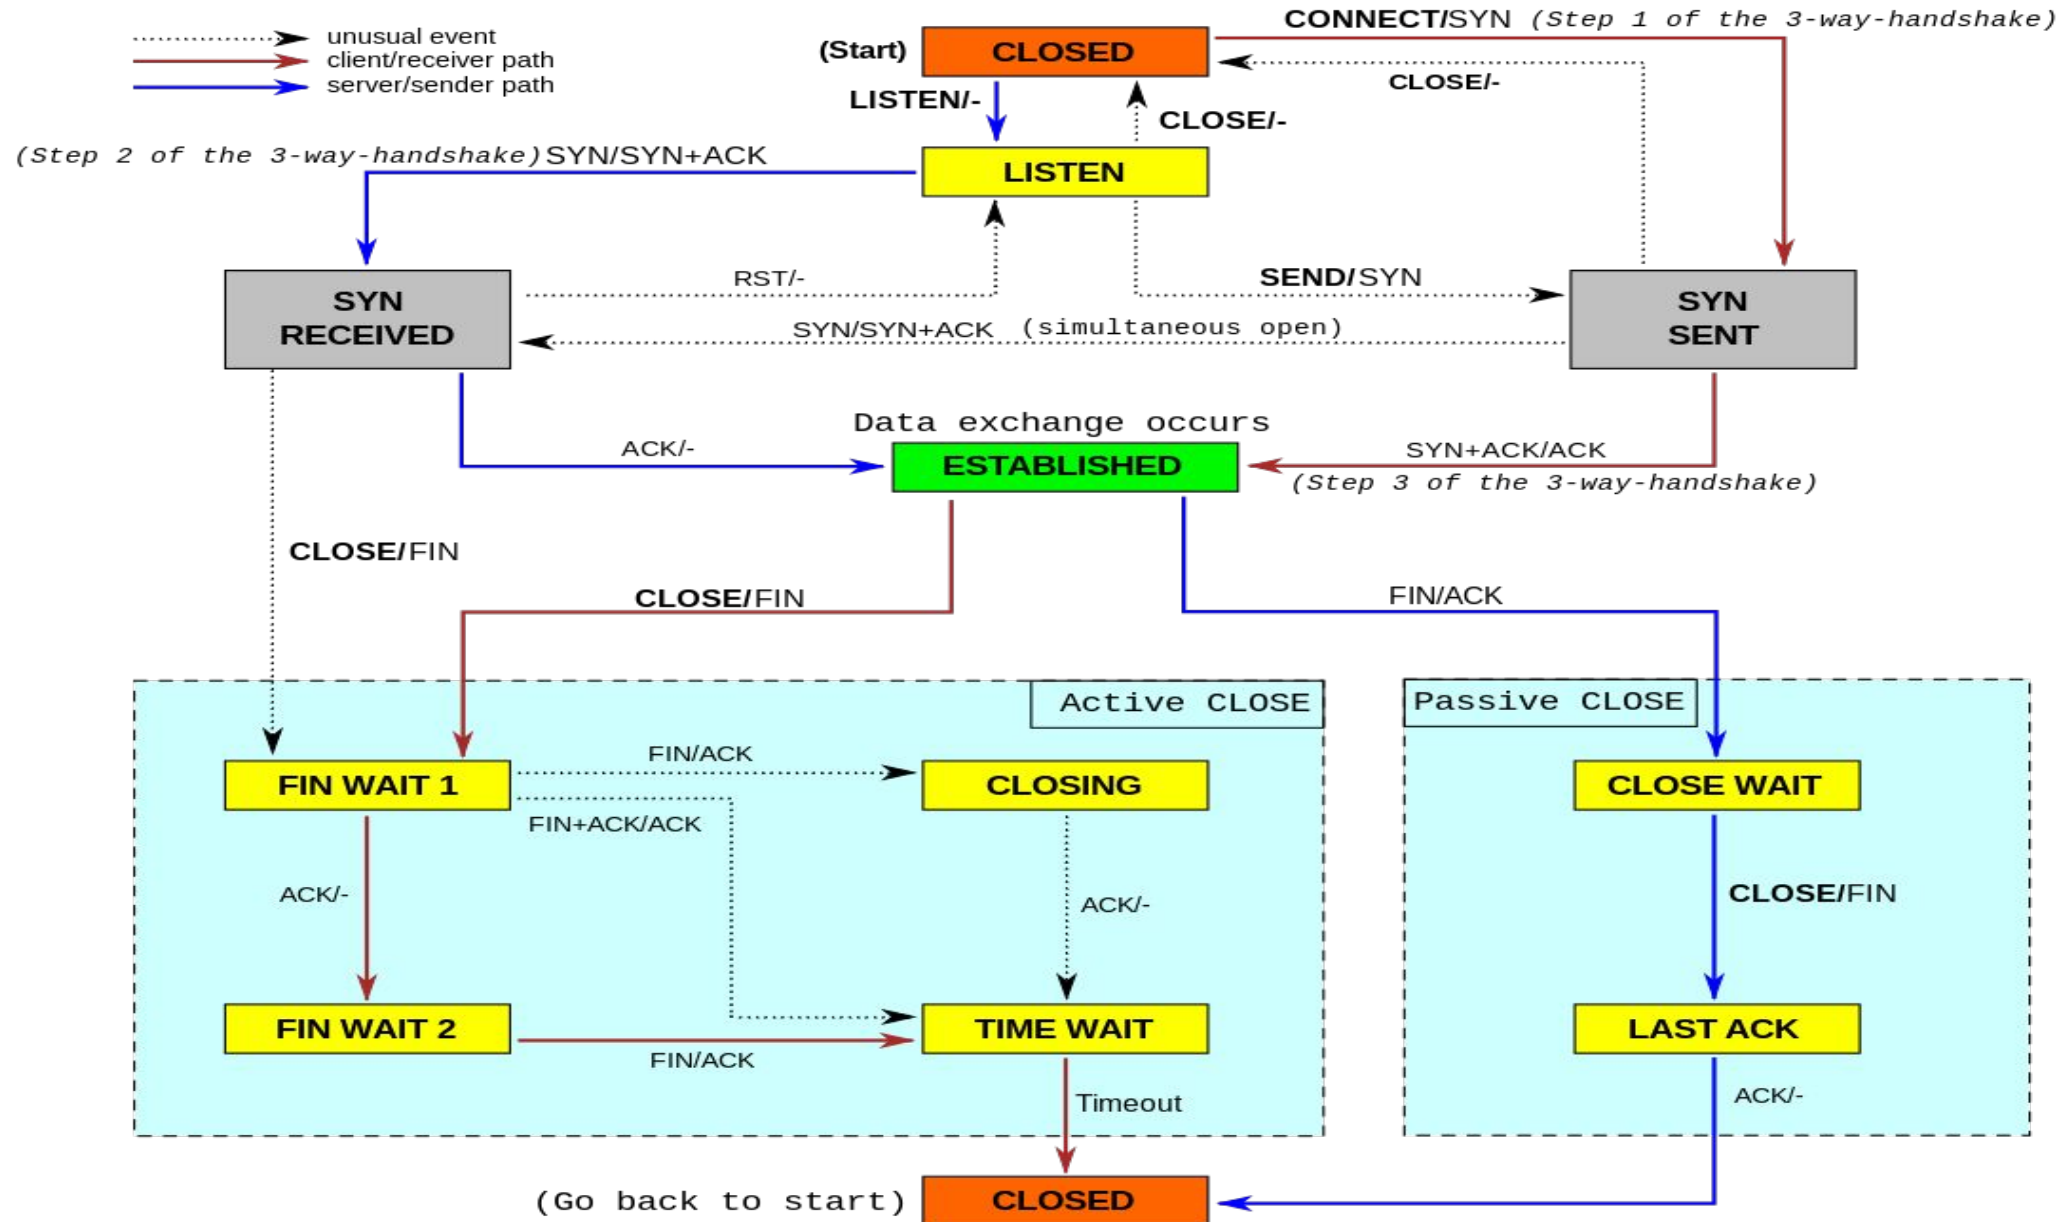 CONNECT/SYN (Step 1 of the 3-way-handshake)
unusual event
client/receiver path
server/sender path
(Start)
CLOSED
CLOSE/-
LISTEN/-
CLOSE/-
(Step 2 of the 3-way-handshake) SYN/SYN+ACK
LISTEN
RST/-
SEND/SYN
SYN
RECEIVED
SYN
SENT
SYN/SYN+ACK (simultaneous open)
Data exchange occurs
ACK/-
ESTABLISHED
SYN+ACK/ACK
(Step 3 of the 3-way-handshake)
CLOSE/FIN
CLOSE/FIN
FIN/ACK
Active CLOSE
Passive CLOSE
FIN/ACK
FIN WAIT 1
CLOSING
CLOSE WAIT
FIN+ACK/ACK
ACK/-
ACK/-
CLOSE/FIN
FIN WAIT 2
TIME WAIT
LAST ACK
FIN/ACK
Timeout
ACK/-
(Go back to start)
CLOSED